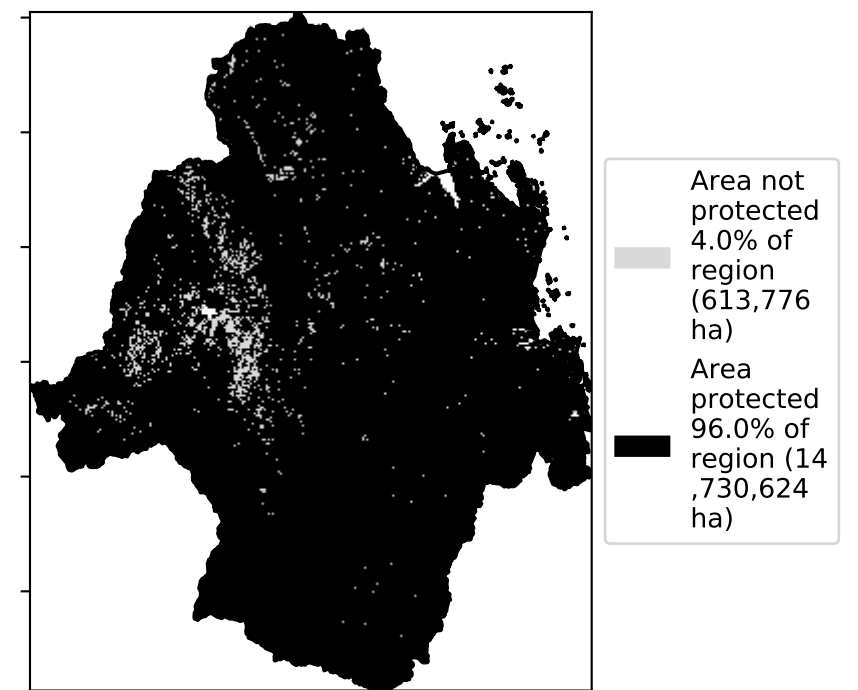 Area not
protected
4.0% of
region
(613,776
ha)
Area
protected
96.0% of
region (14
,730,624
ha)